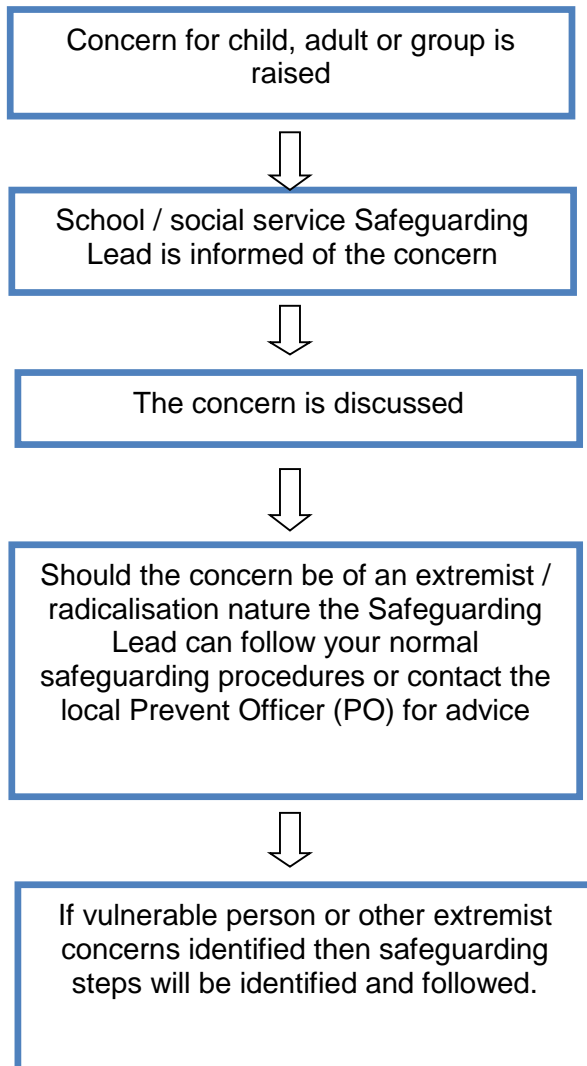 Concern for child, adult or group is
raised
School / social service Safeguarding
Lead is informed of the concern
The concern is discussed
Should the concern be of an extremist /
radicalisation nature the Safeguarding
Lead can follow your normal
safeguarding procedures or contact the
local Prevent Officer (PO) for advice
If vulnerable person or other extremist
concerns identified then safeguarding
steps will be identified and followed.